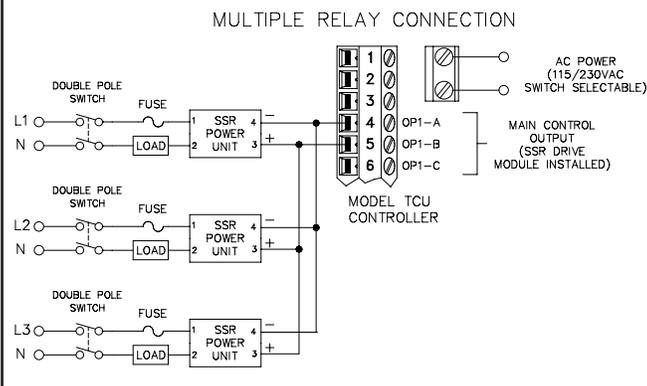 MULTIPLE RELAY CONNECTION
1
2
3
4 OP1-A
5 OP1-B
6 OP1-C
AC POWER
(115/230VAC
SWITCH SELECTABLE)
MAIN CONTROL
OUTPUT
(SSR DRIVE
MODULE INSTALLED)
MODEL TCU
CONTROLLER
DOUBLE POLE
SWITCH
FUSE
L1
N
LOAD
1 SSR 4 −
POWER
2 UNIT 3 +
DOUBLE POLE
SWITCH
FUSE
L2
N
LOAD
1 SSR 4 −
POWER
2 UNIT 3 +
DOUBLE POLE
SWITCH
FUSE
L3
N
LOAD
1 SSR 4 −
POWER
2 UNIT 3 +